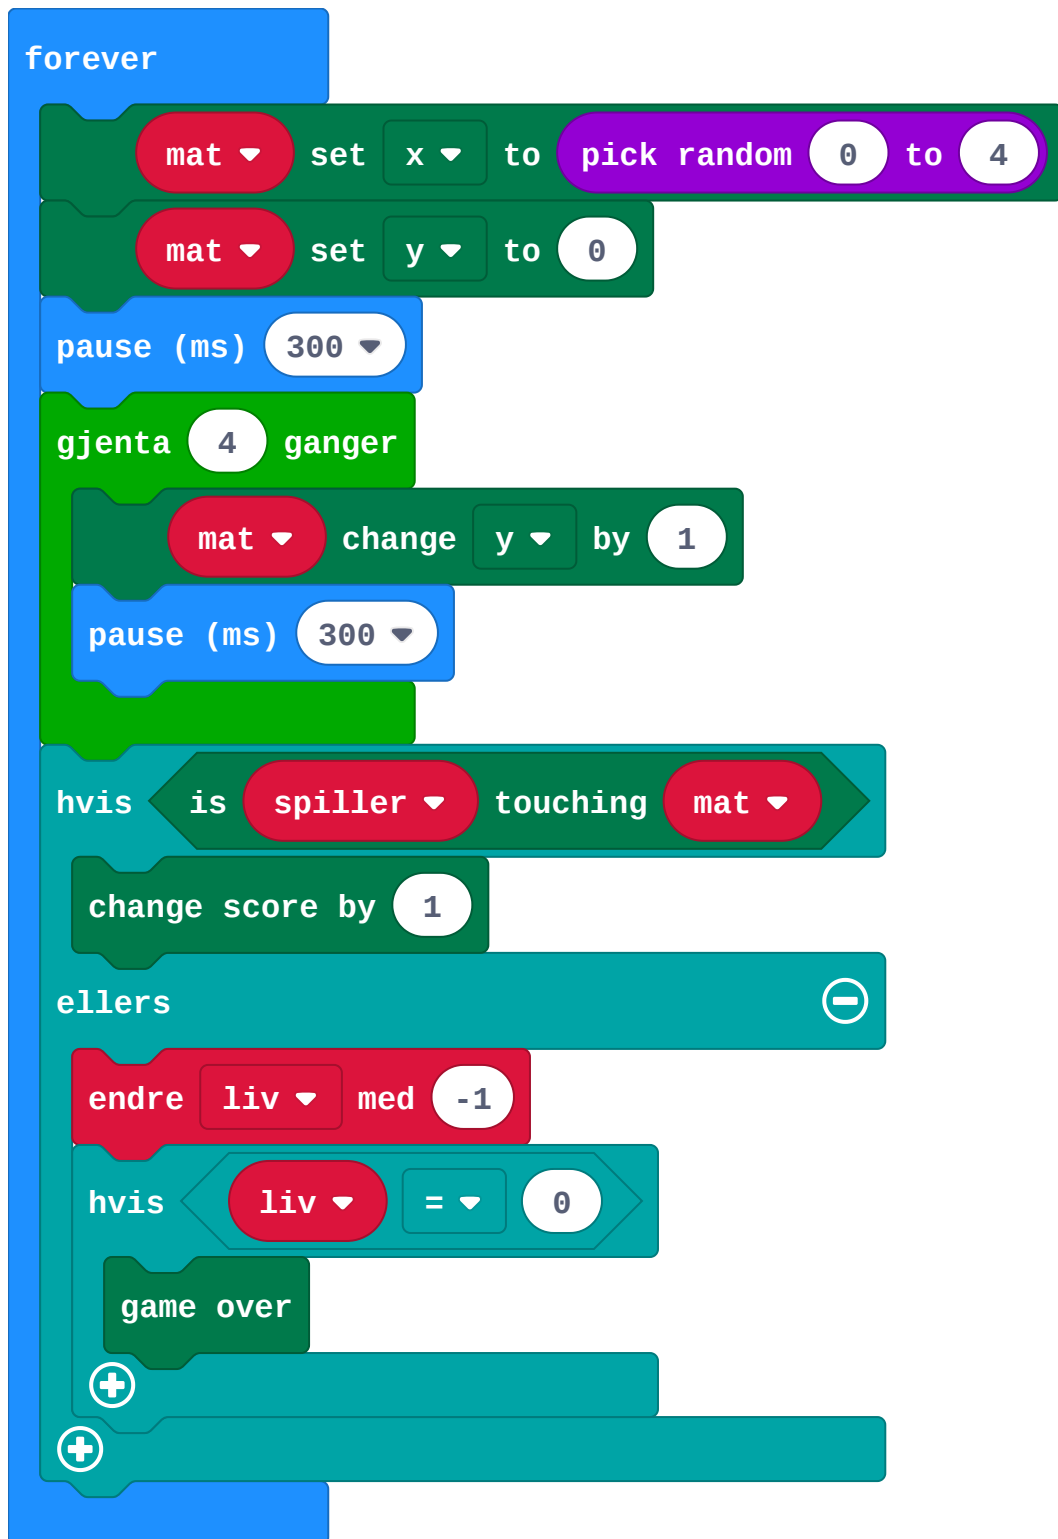 forever
mat set x to pick random 0 to 4
mat set y to 0
pause (ms) 300
gjenta 4 ganger
mat change y by 1
pause (ms) 300
hvis is spiller touching mat
change score by 1
ellers
endre liv med -1
hvis liv = 0
game over